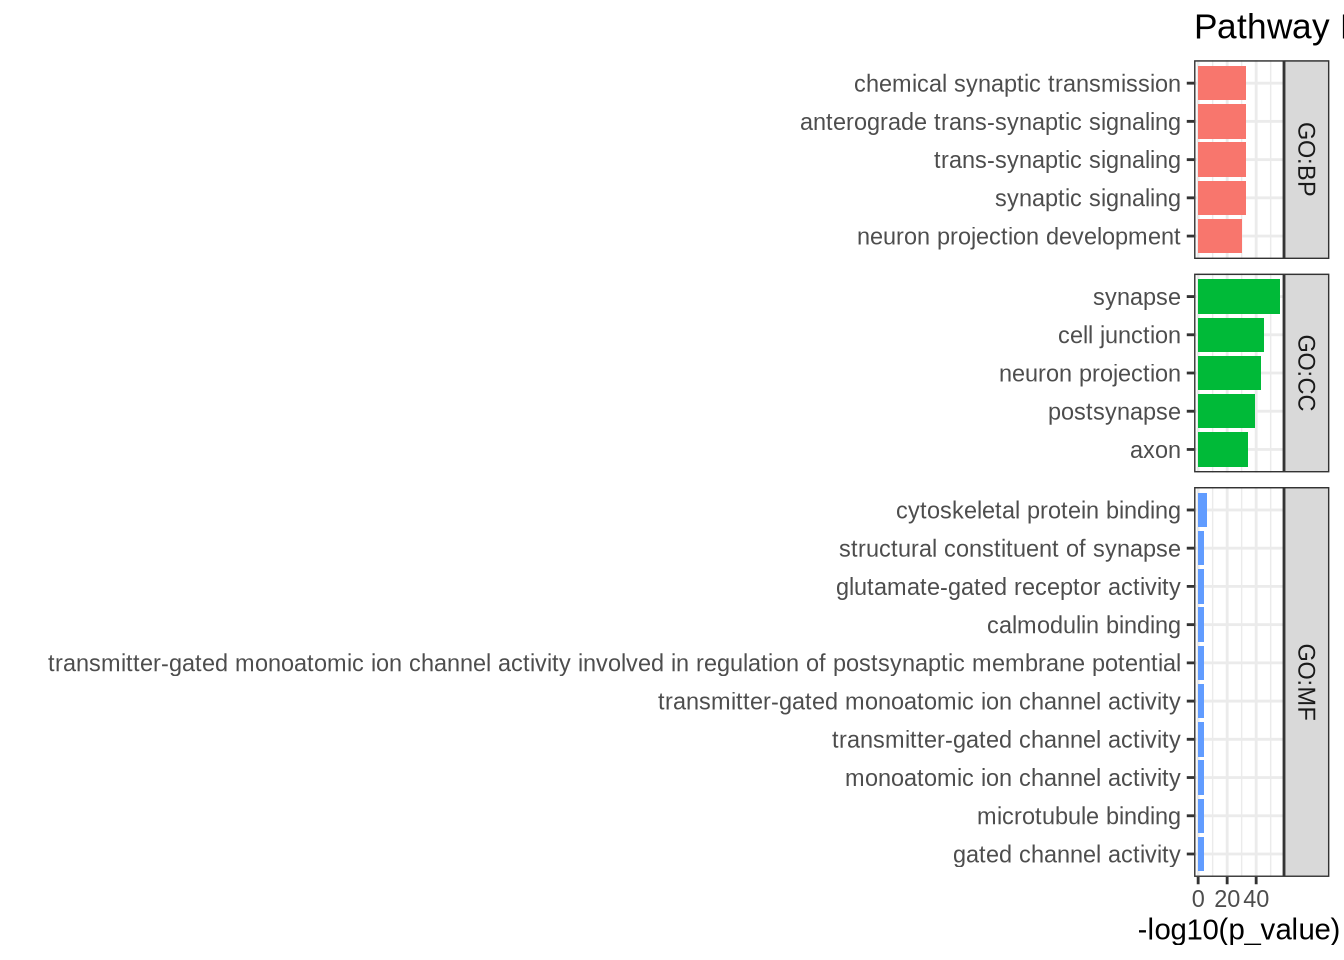 Pathway
chemical synaptic transmission
anterograde trans-synaptic signaling
trans-synaptic signaling
synaptic signaling
neuron projection development
GO:BP
synapse
cell junction
neuron projection
postsynapse
axon
GO:CC
cytoskeletal protein binding
structural constituent of synapse
glutamate-gated receptor activity
calmodulin binding
transmitter-gated monoatomic ion channel activity involved in regulation of postsynaptic membrane potential
transmitter-gated monoatomic ion channel activity
transmitter-gated channel activity
monoatomic ion channel activity
microtubule binding
gated channel activity
GO:MF
0 20 40
-log10(p_value)